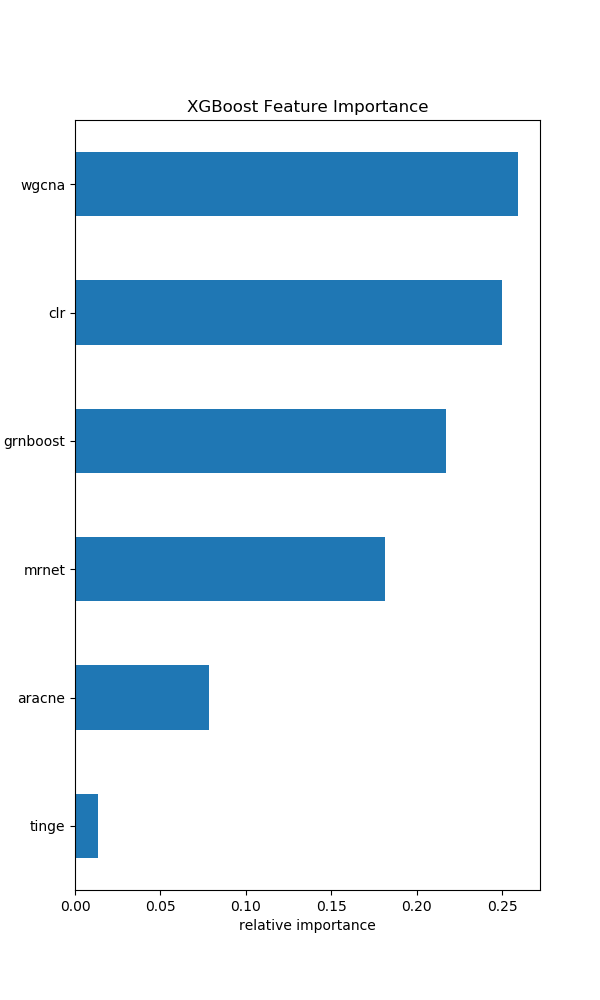 XGBoost Feature Importance
wgcna
clr
grnboost
mrnet
aracne
tinge
0.00 0.05 0.10 0.15 0.20 0.25
relative importance